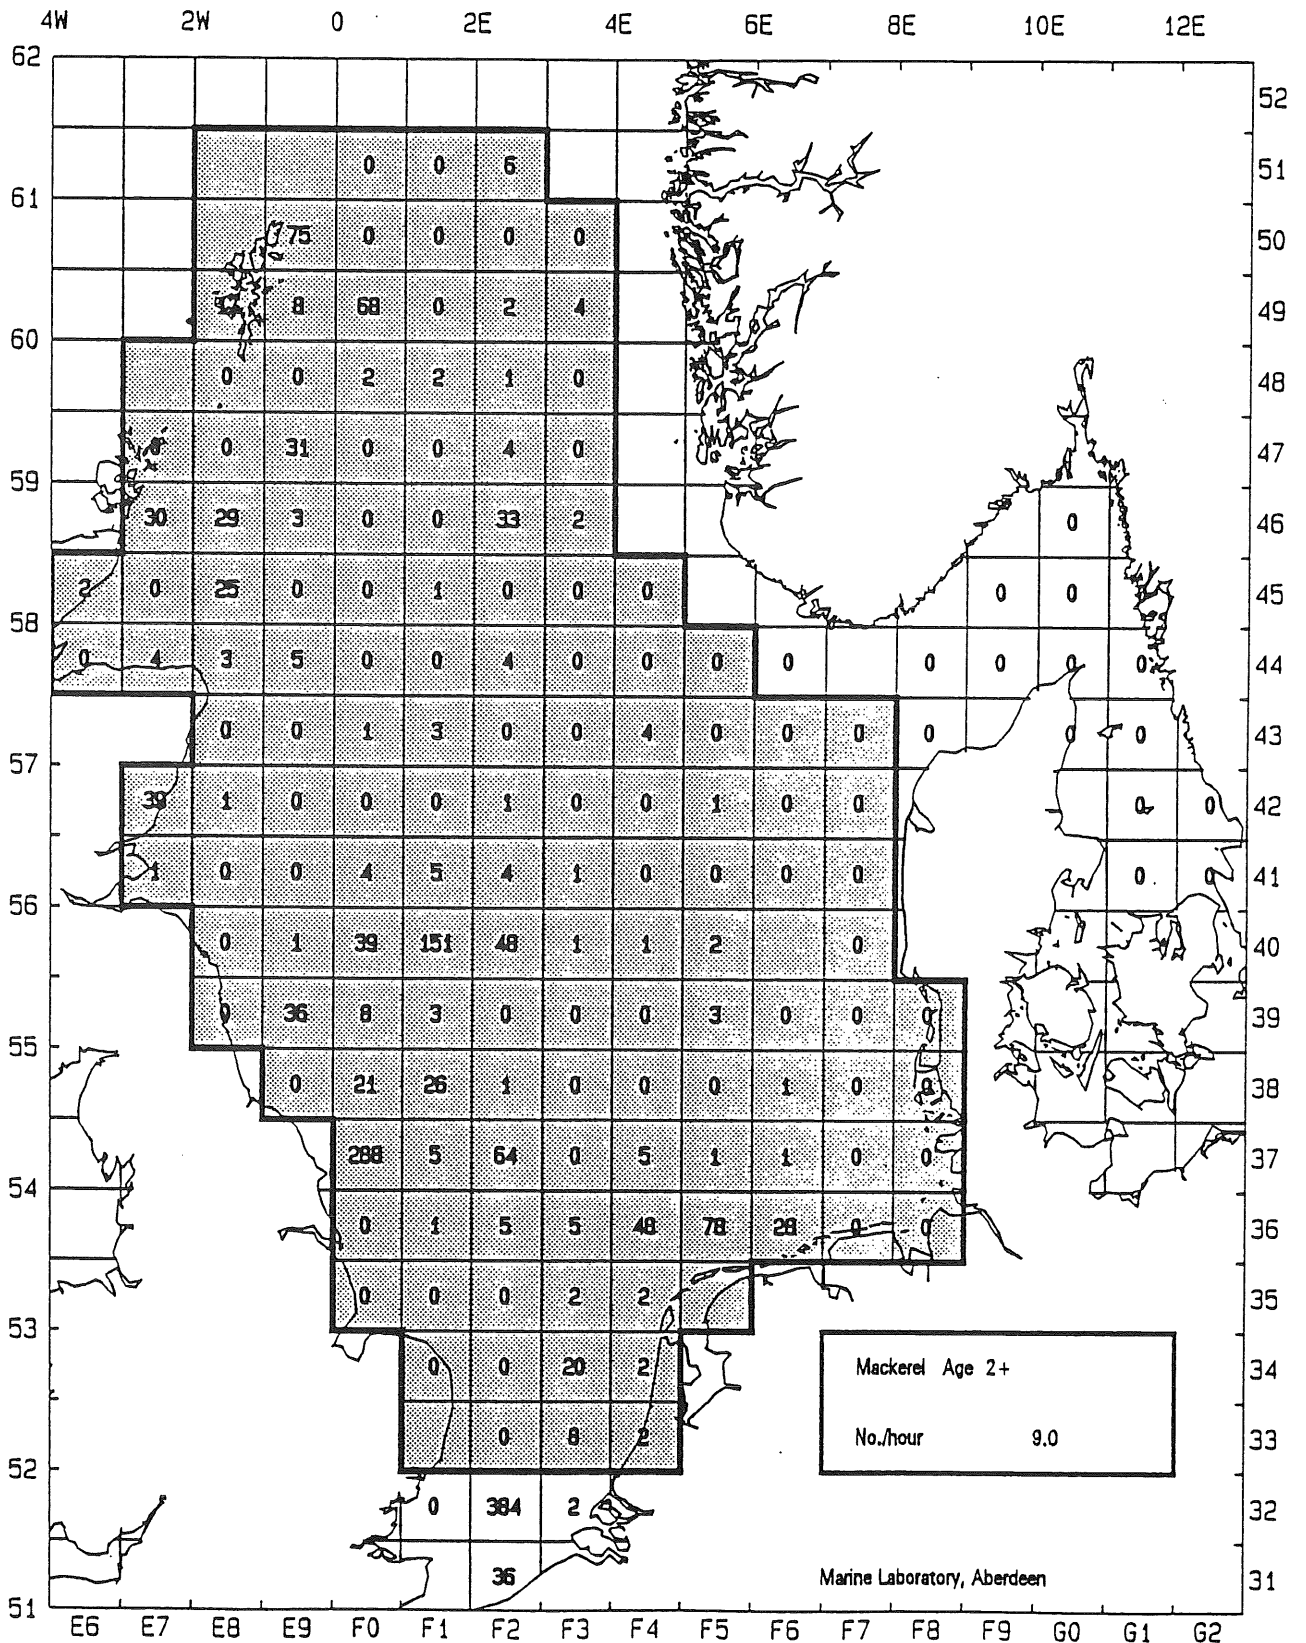 4W 2W 0 2E 4E 6E 8E 10E 12E
62
52
0 0 6 51
61
75 0 0 0 0 50
8 68 0 2 4 49
60
0 0 2 2 1 0 48
0 31 0 0 4 0 47
59
30 29 3 0 0 33 2 0 46
2 0 25 0 0 1 0 0 0 0 0 45
58
0 4 3 5 0 0 4 0 0 0 0 0 0 0 0 44
0 0 1 3 0 0 4 0 0 0 0 0 0 43
57
39 1 0 0 0 1 0 0 1 0 0 0 0 42
1 0 0 4 5 4 1 0 0 0 0 0 0 41
56
0 1 39 151 48 1 1 2 0 40
0 36 8 3 0 0 0 3 0 0 0 39
55
0 21 26 1 0 0 0 1 0 0 38
288 5 64 0 5 1 1 0 0 37
54
0 1 5 5 48 78 28 0 0 36
0 0 0 2 2 35
53
0 0 20 2 34
Mackerel Age 2+
0 8 2 33
No./hour 9.0
52
0 384 2 32
36 31
Marine Laboratory, Aberdeen
51
E6 E7 E8 E9 F0 F1 F2 F3 F4 F5 F6 F7 F8 F9 G0 G1 G2